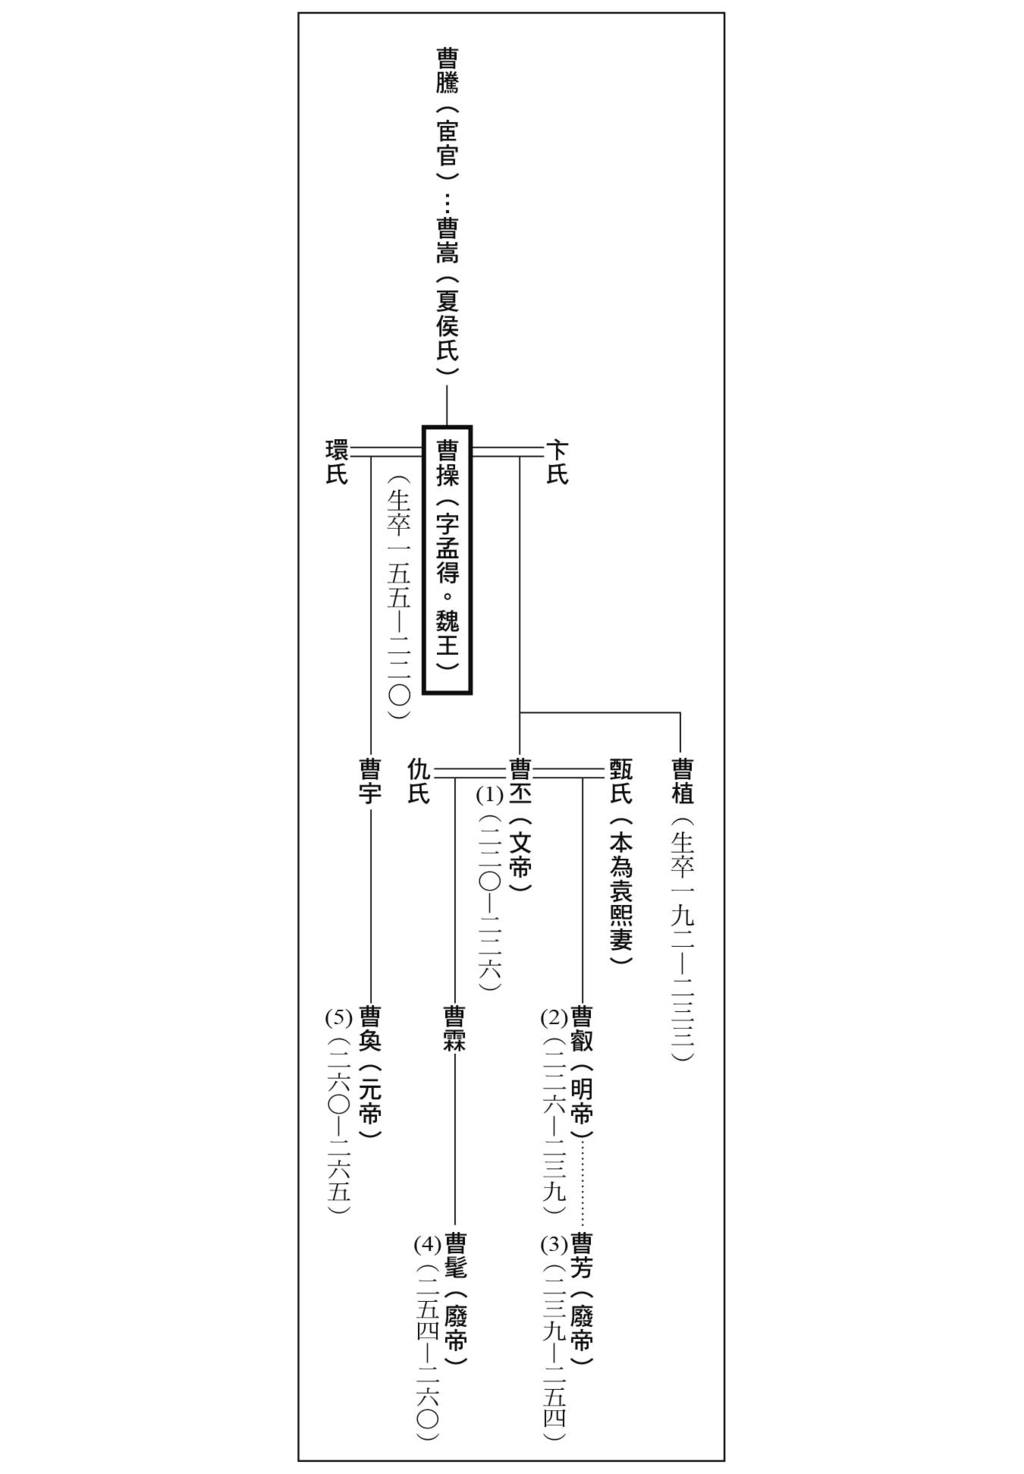 曹騰（宦官）…曹嵩（夏侯氏）
卞氏
曹操（字孟得。魏王）
（生卒一五五—二二〇）
環氏
曹植（生卒一九二—二三三）
甄氏（本為袁熙妻）
曹丕（文帝）
(1)（二二〇—二二六）
仇氏
曹宇
曹叡（明帝）
(2)（二二六—二三九）
曹霖
曹奐（元帝）
(5)（二六〇—二六五）
曹芳（廢帝）
(3)（二三九—二五四）
曹髦（廢帝）
(4)（二五四—二六〇）